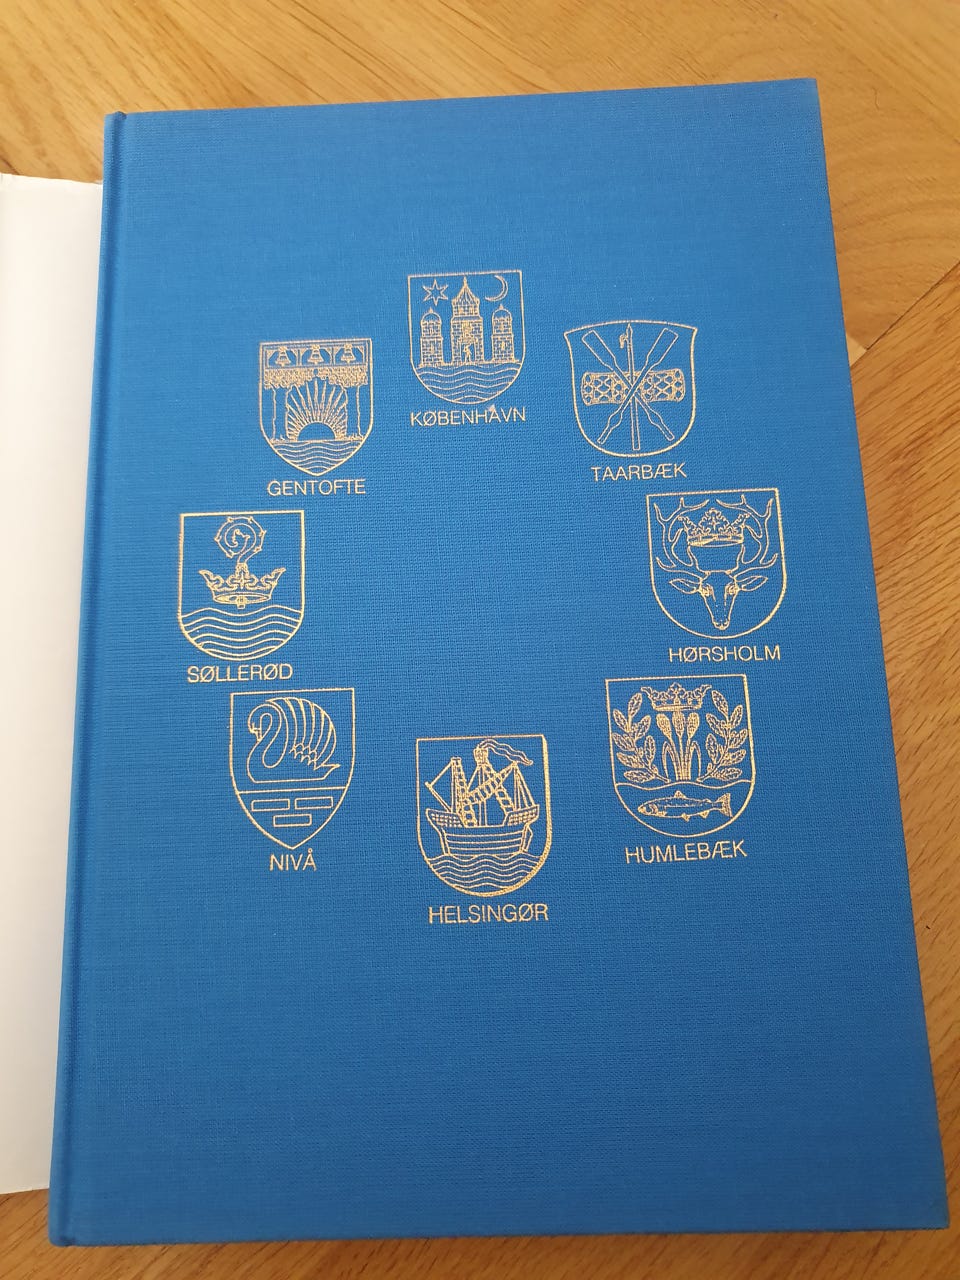 KØBENHAVN
GENTOFTE
TAARBÆK
SØLLERØD
HØRSHOLM
NIVÅ
HUMLEBÆK
HELSINGØR